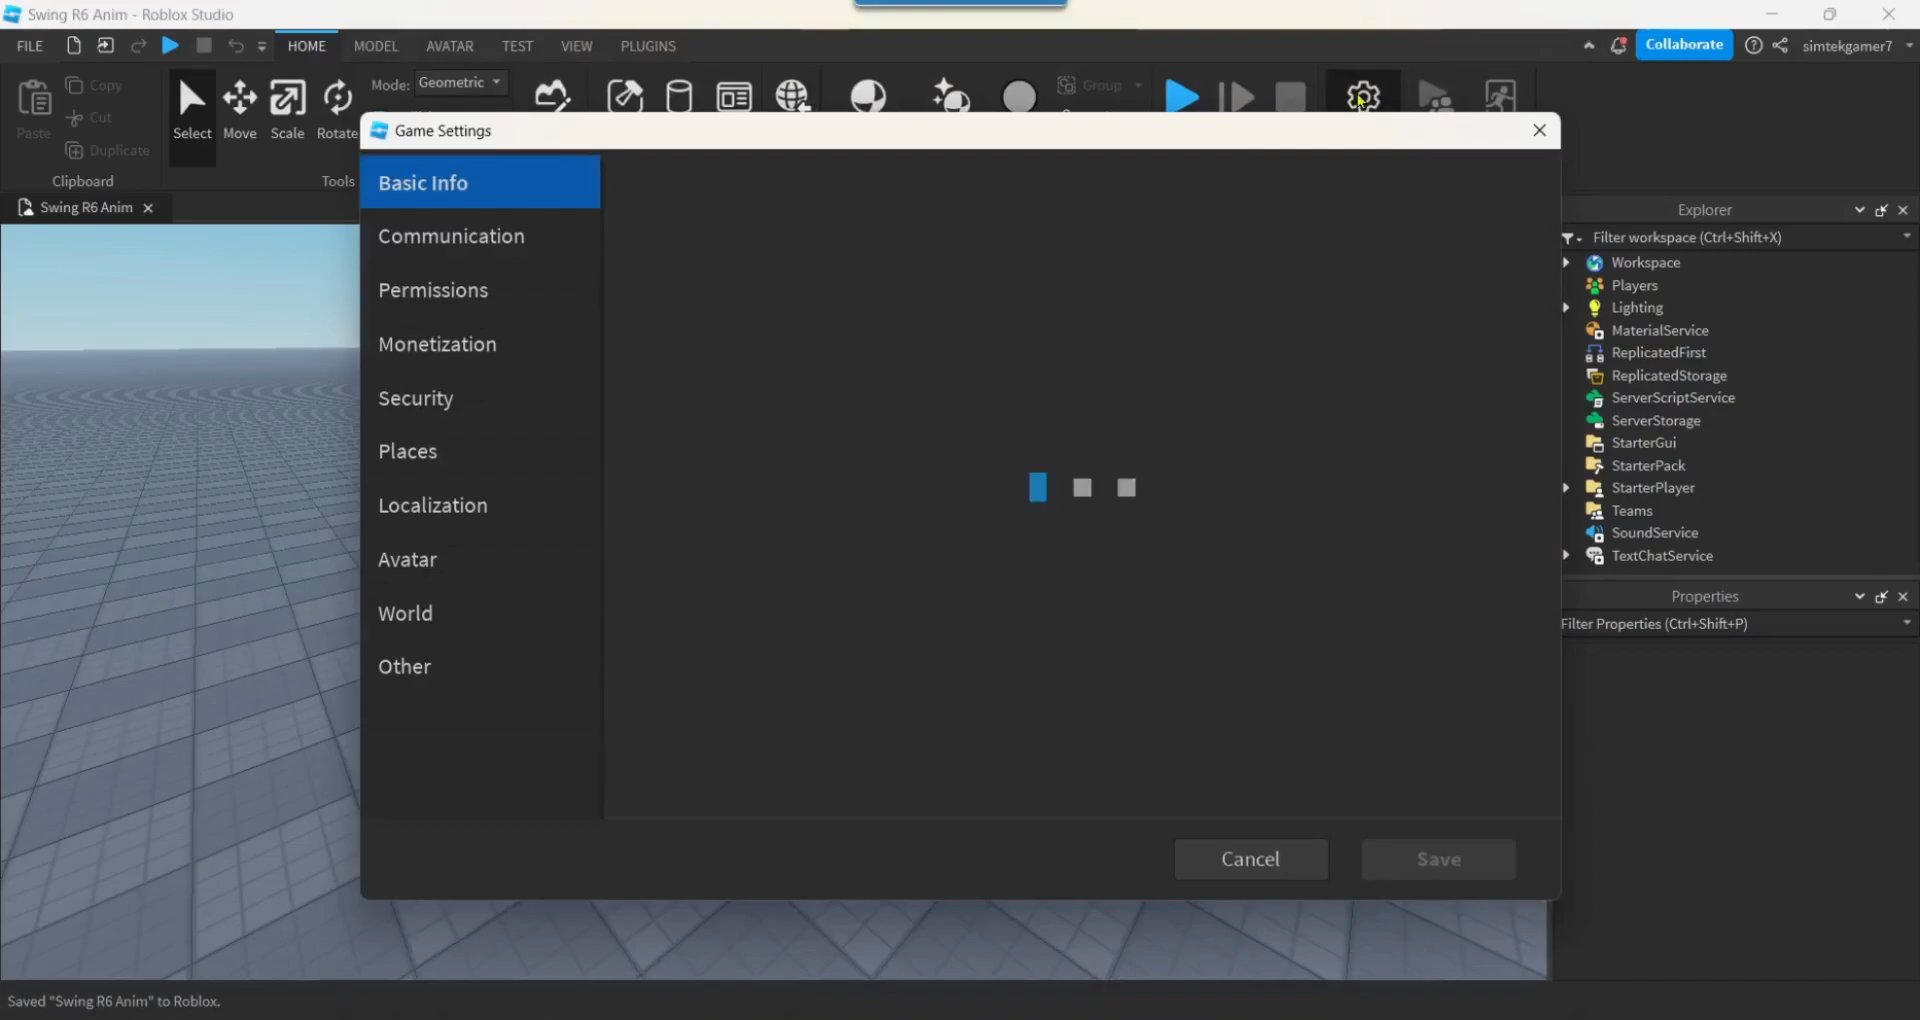 Swing R6 Anim - Roblox Studio
FILE HOME MODEL AVATAR TEST VIEW PLUGINS Collaborate simtekgamer7
Copy Mode: Geometric Group
Cut
Paste Select Move Scale Rotate
Duplicate
Clipboard Tools
Game Settings
Swing R6 Anim
Basic Info
Communication
Permissions
Monetization
Security
Places
Localization
Avatar
World
Other
Cancel Save
Explorer
Filter workspace (Ctrl+Shift+X)
Workspace
Players
Lighting
MaterialService
ReplicatedFirst
ReplicatedStorage
ServerScriptService
ServerStorage
StarterGui
StarterPack
StarterPlayer
Teams
SoundService
TextChatService
Properties
Filter Properties (Ctrl+Shift+P)
Saved "Swing R6 Anim" to Roblox.